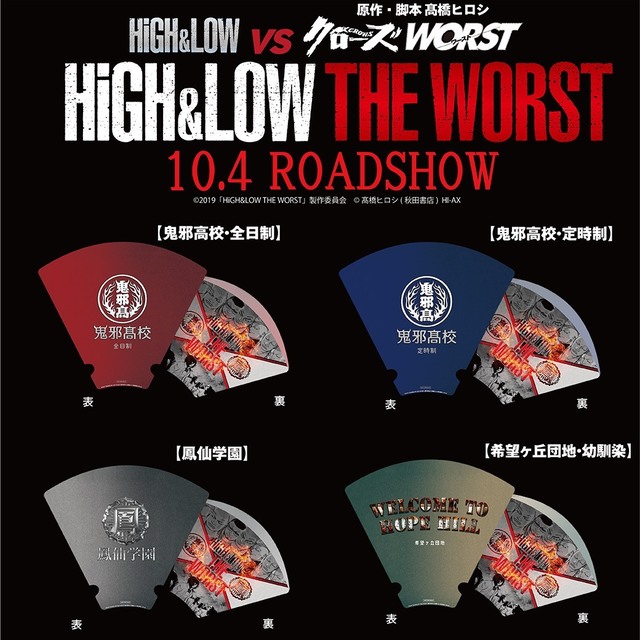 原作・脚本 髙橋ヒロシ
HiGH&LOW VS クローズ CROWS WORST
HiGH&LOW THE WORST
10.4 ROADSHOW
©2019「HiGH&LOW THE WORST」製作委員会 © 髙橋ヒロシ ( 秋田書店 ) HI-AX
【鬼邪高校・全日制】
【鬼邪高校・定時制】
鬼邪高
鬼邪高校
全日制
鬼邪高
鬼邪高校
定時制
表
裏
表
裏
【鳳仙学園】
【希望ヶ丘団地・幼馴染】
鳳
鳳仙学園
WELCOME TO
HOPE HILL
希望ヶ丘団地
表
裏
表
裏